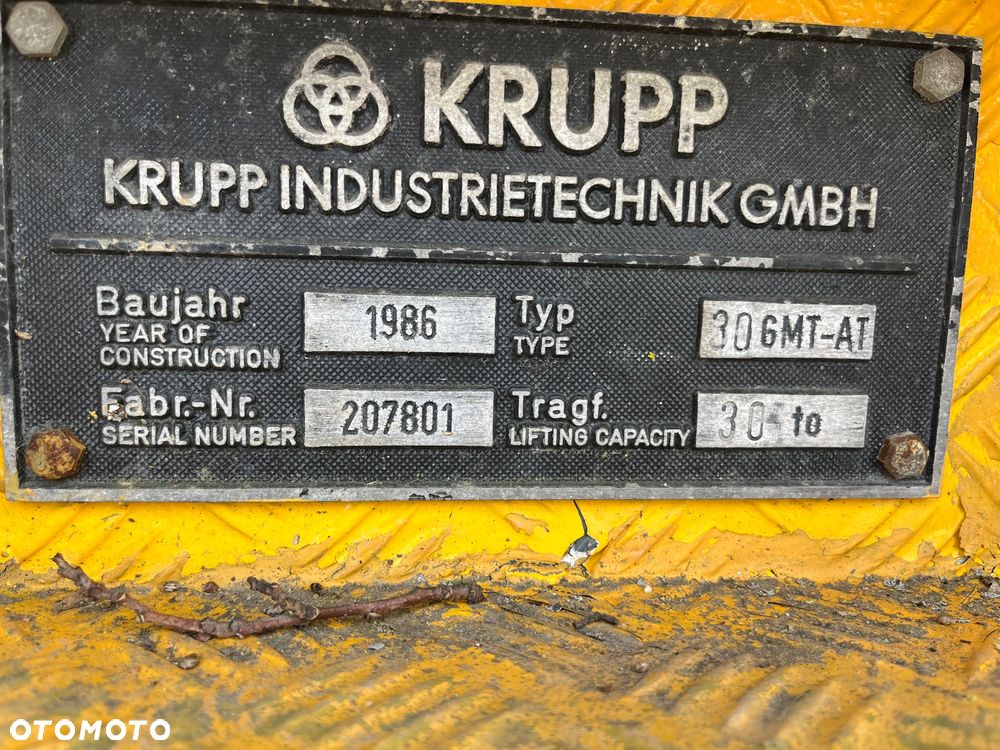 KRUPP
KRUPP INDUSTRIETECHNIK GMBH
Baujahr
YEAR OF
CONSTRUCTION
1986
Typ
TYPE
30 GMT-AT
Fabr.-Nr.
SERIAL NUMBER
207801
Tragf.
LIFTING CAPACITY
30 to
OTOMOTO